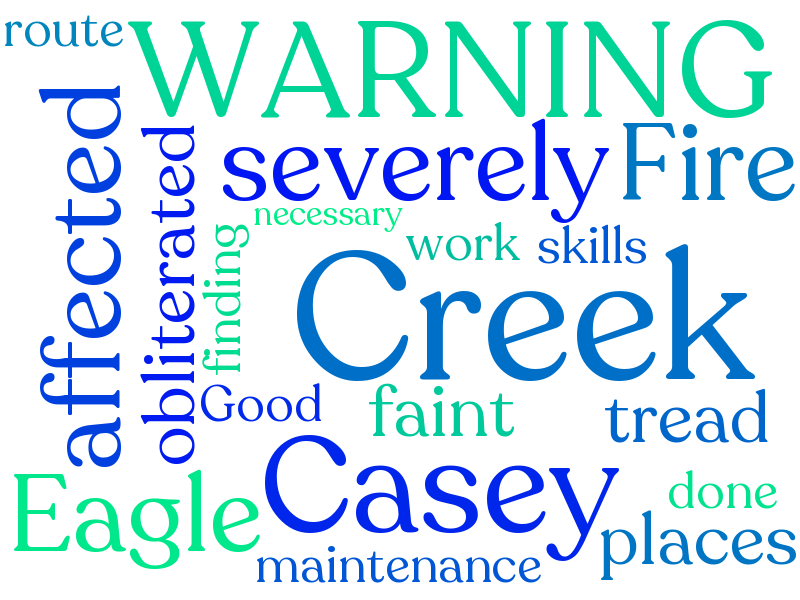 route
WARNING
affected
obliterated
severely
Fire
necessary
finding
work
skills
Creek
Good
faint
tread
Casey
Eagle
done
places
maintenance